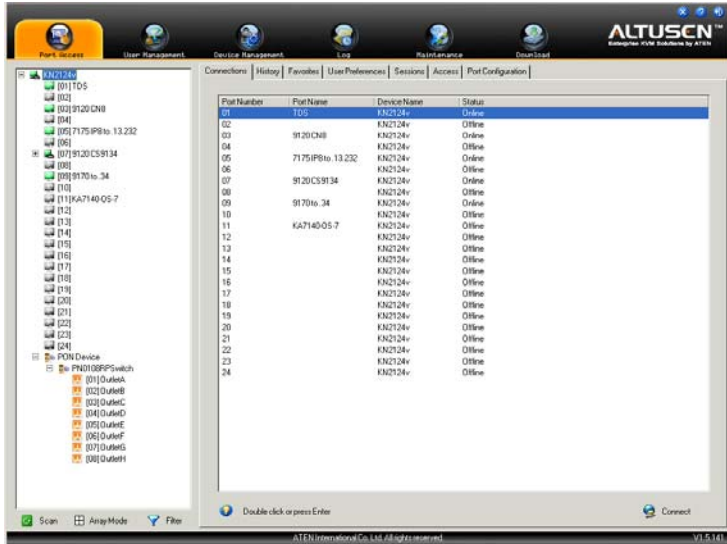 ALTUSEN™
Enterprise KVM Solutions by ATEN
Port Access User Management Device Management Log Maintenance Download
Connections History Favorites User Preferences Sessions Access Port Configuration
KN2124v
[01]TDS
[02]
[03]9120CN8
[04]
[05]7175IP8to.13.232
[06]
[07]9120CS9134
[08]
[09]9170to.34
[10]
[11]KA7140-OS-7
[12]
[13]
[14]
[15]
[16]
[17]
[18]
[19]
[20]
[21]
[22]
[23]
[24]
PON Device
PN0108RPSwitch
[01]OutletA
[02]OutletB
[03]OutletC
[04]OutletD
[05]OutletE
[06]OutletF
[07]OutletG
[08]OutletH
Port Number Port Name Device Name Status
01 TDS KN2124v Online
02 KN2124v Offline
03 9120CN8 KN2124v Online
04 KN2124v Offline
05 7175IP8to.13.232 KN2124v Online
06 KN2124v Offline
07 9120CS9134 KN2124v Online
08 KN2124v Offline
09 9170to.34 KN2124v Online
10 KN2124v Offline
11 KA7140-OS-7 KN2124v Offline
12 KN2124v Offline
13 KN2124v Offline
14 KN2124v Offline
15 KN2124v Offline
16 KN2124v Offline
17 KN2124v Offline
18 KN2124v Offline
19 KN2124v Offline
20 KN2124v Offline
21 KN2124v Offline
22 KN2124v Offline
23 KN2124v Offline
24 KN2124v Offline
Double click or press Enter
Connect
Scan Array Mode Filter
ATEN International Co. Ltd. All rights reserved.
V1.5.140